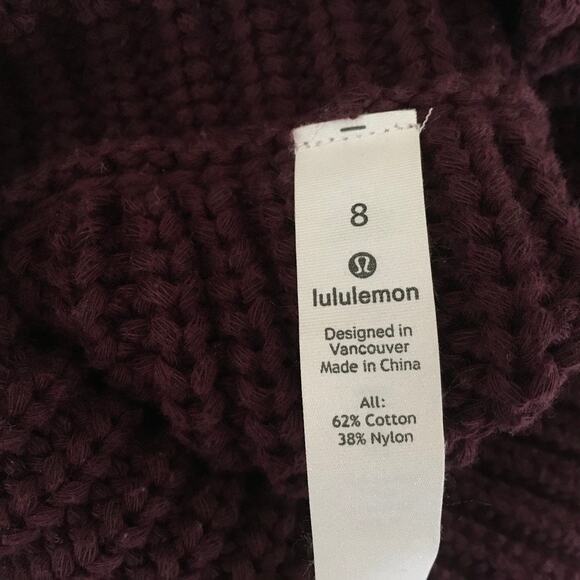 8
lululemon
Designed in
Vancouver
Made in China
All:
62% Cotton
38% Nylon